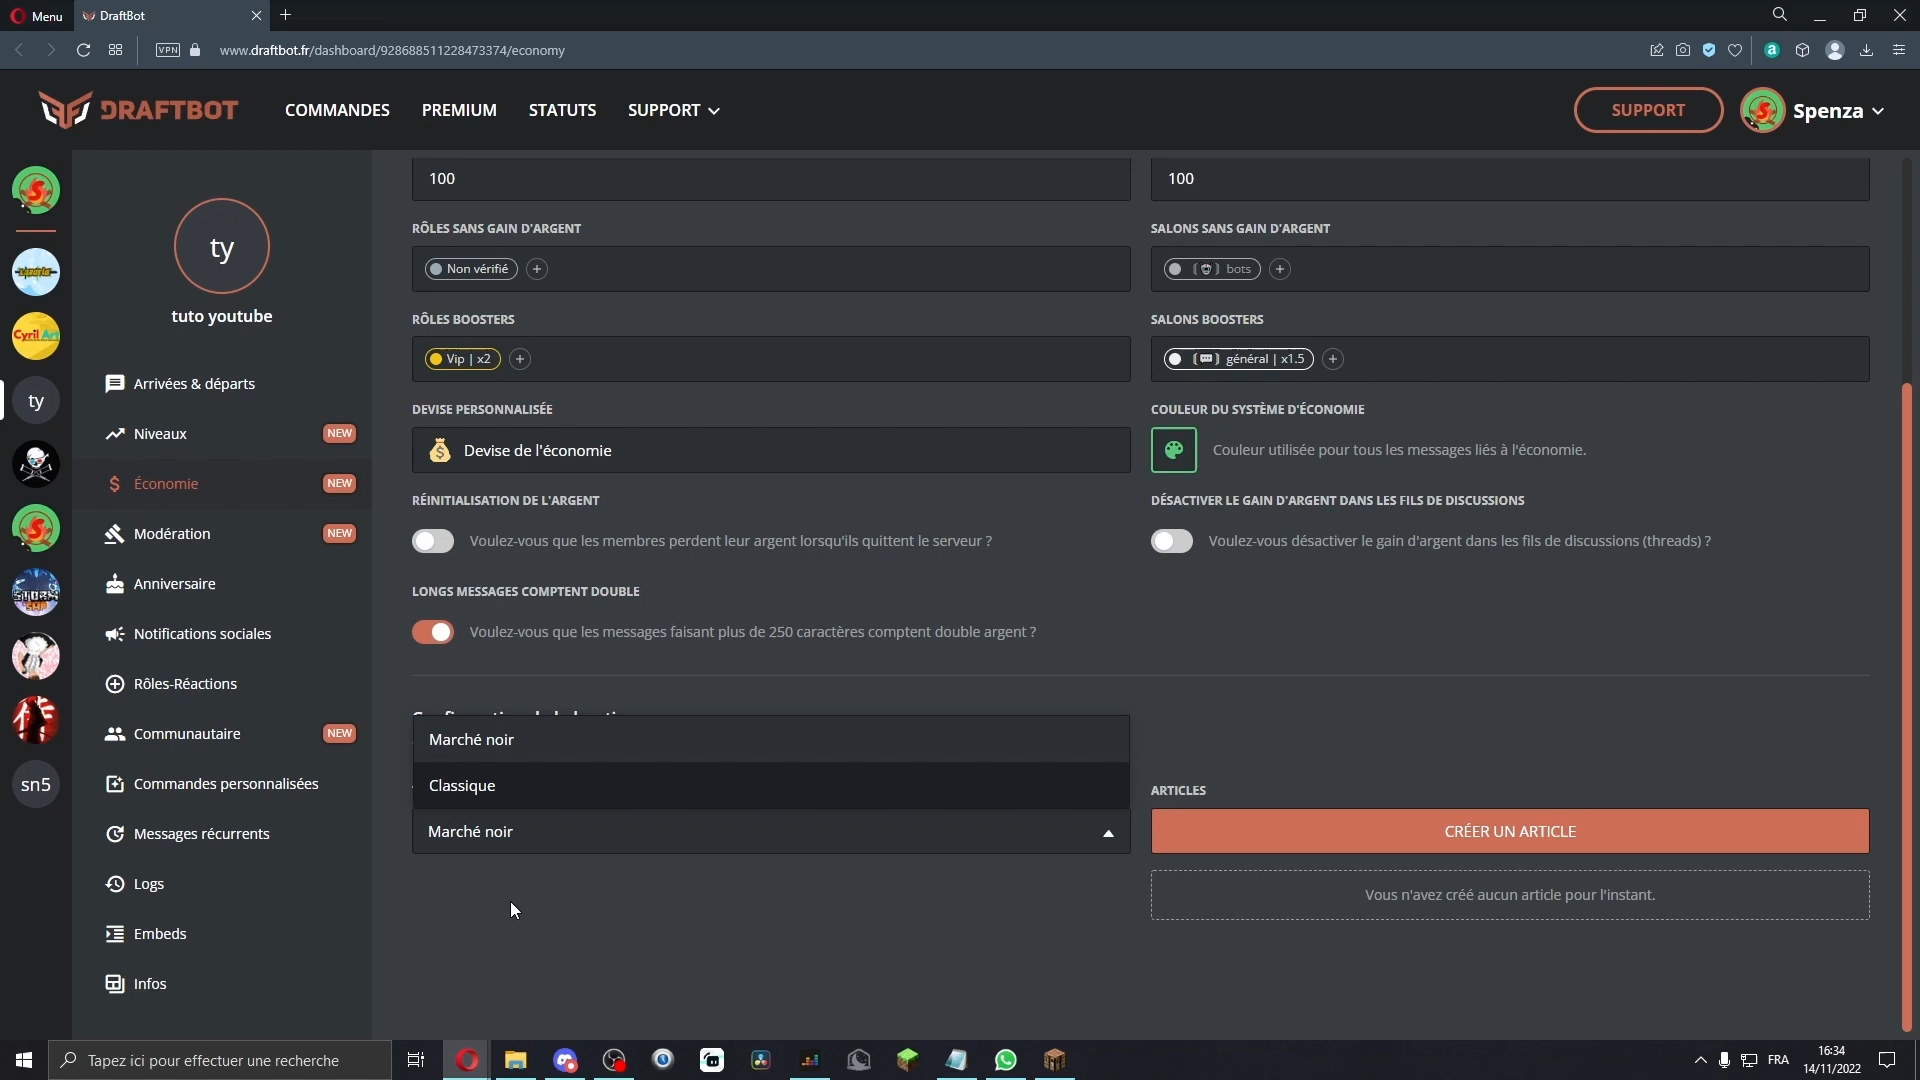 Menu
DraftBot
VPN
www.draftbot.fr/dashboard/928688511228473374/economy
DRAFTBOT
COMMANDES
PREMIUM
STATUTS
SUPPORT
SUPPORT
Spenza
ty
tuto youtube
Arrivées & départs
Niveaux
NEW
Économie
NEW
Modération
NEW
Anniversaire
Notifications sociales
Rôles-Réactions
Communautaire
NEW
Commandes personnalisées
Messages récurrents
Logs
Embeds
Infos
Cyril Art
ty
STORM
SMP
sn5
100
100
RÔLES SANS GAIN D'ARGENT
SALONS SANS GAIN D'ARGENT
Non vérifié
bots
RÔLES BOOSTERS
SALONS BOOSTERS
Vip | x2
général | x1.5
DEVISE PERSONNALISÉE
COULEUR DU SYSTÈME D'ÉCONOMIE
Devise de l'économie
Couleur utilisée pour tous les messages liés à l'économie.
RÉINITIALISATION DE L'ARGENT
DÉSACTIVER LE GAIN D'ARGENT DANS LES FILS DE DISCUSSIONS
Voulez-vous que les membres perdent leur argent lorsqu'ils quittent le serveur ?
Voulez-vous désactiver le gain d'argent dans les fils de discussions (threads) ?
LONGS MESSAGES COMPTENT DOUBLE
Voulez-vous que les messages faisant plus de 250 caractères comptent double argent ?
Marché noir
Classique
Marché noir
ARTICLES
CRÉER UN ARTICLE
Vous n'avez créé aucun article pour l'instant.
Tapez ici pour effectuer une recherche
FRA
16:34
14/11/2022